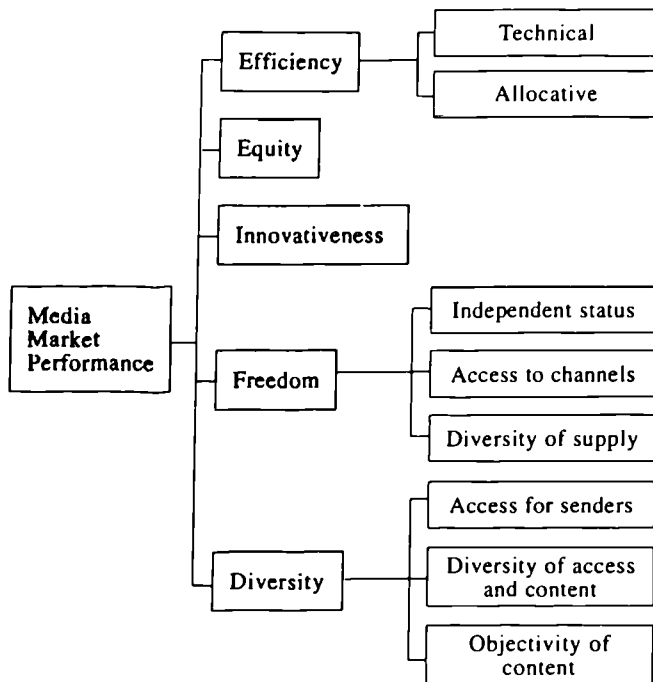 Technical
Efficiency
Allocative
Equity
Innovativeness
Media
Market
Performance
Independent status
Freedom
Access to channels
Diversity of supply
Access for senders
Diversity
Diversity of access
and content
Objectivity of
content